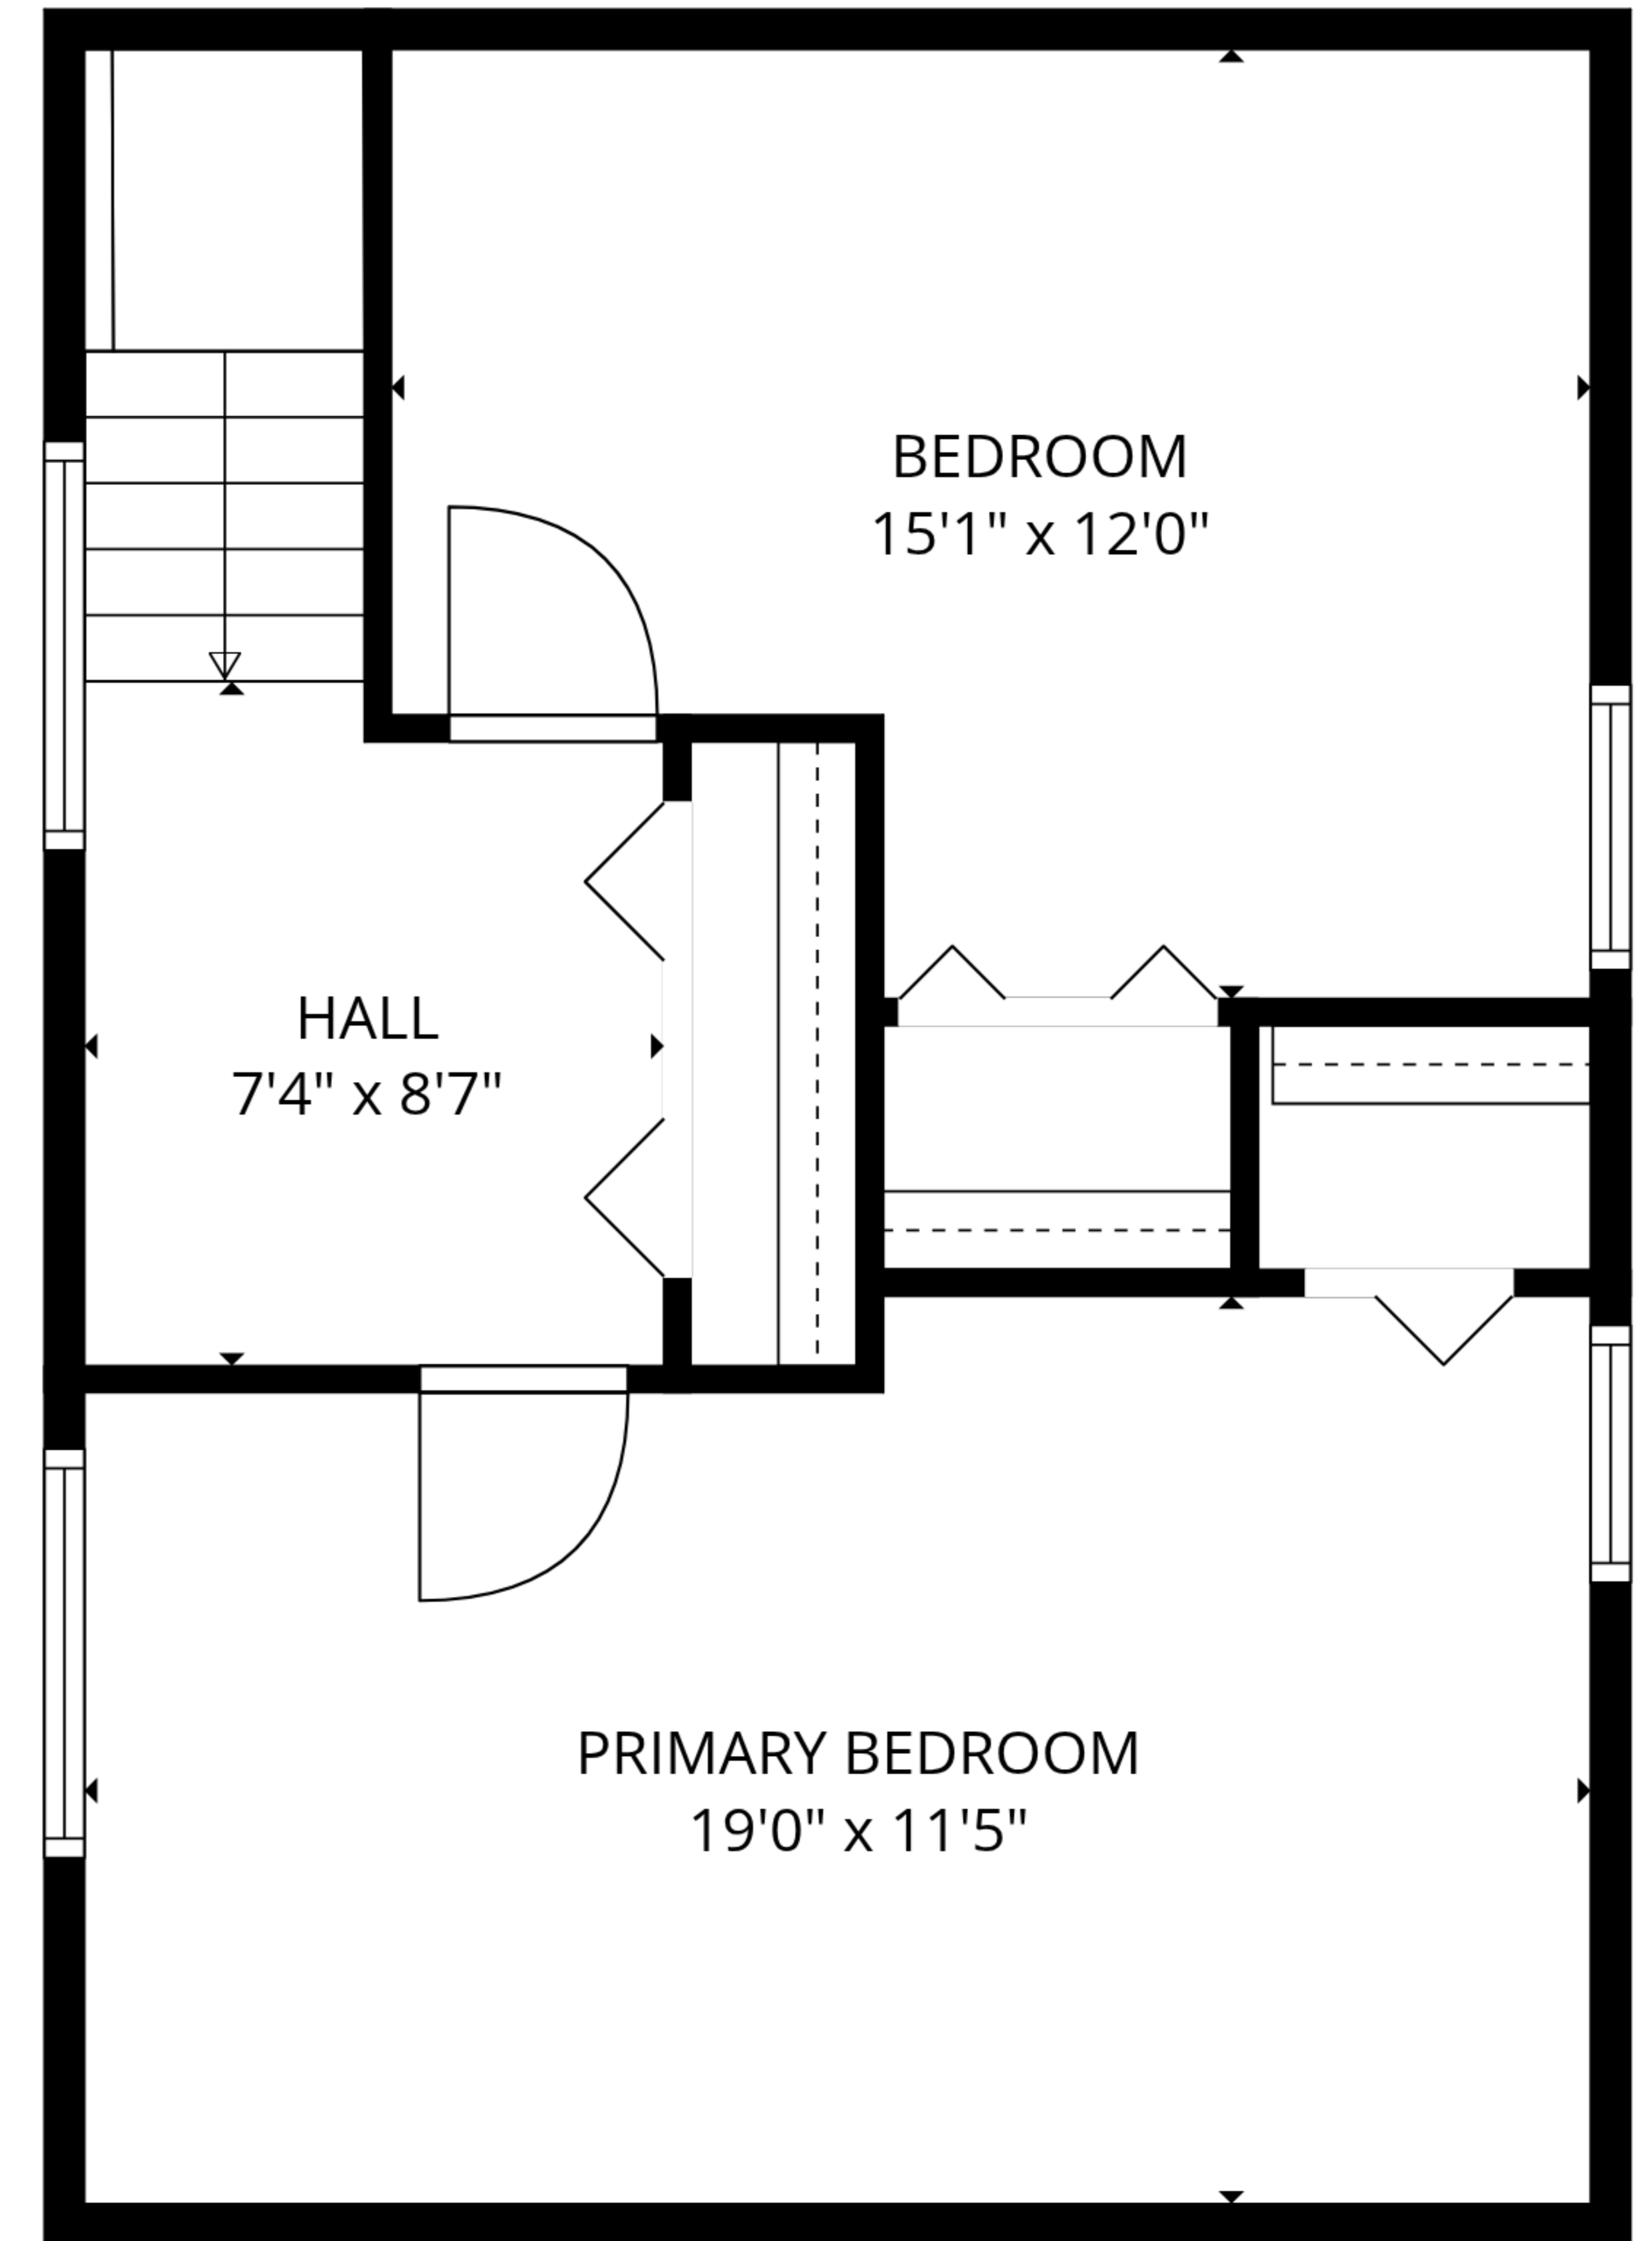 BEDROOM
15'1" x 12'0"
HALL
7'4" x 8'7"
PRIMARY BEDROOM
19'0" x 11'5"